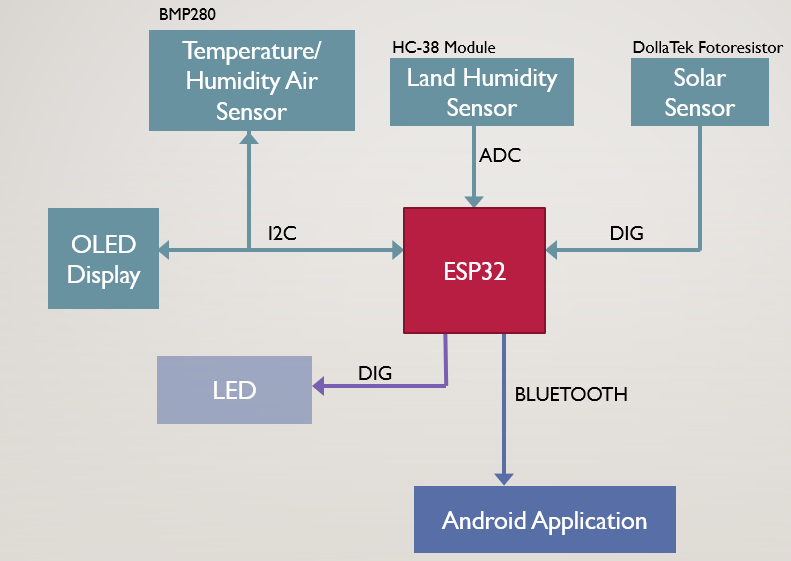 BMP280
Temperature/
Humidity Air
Sensor
HC-38 Module
Land Humidity
Sensor
DollaTek Fotoresistor
Solar
Sensor
ADC
OLED
Display
I2C
ESP32
DIG
LED
DIG
BLUETOOTH
Android Application